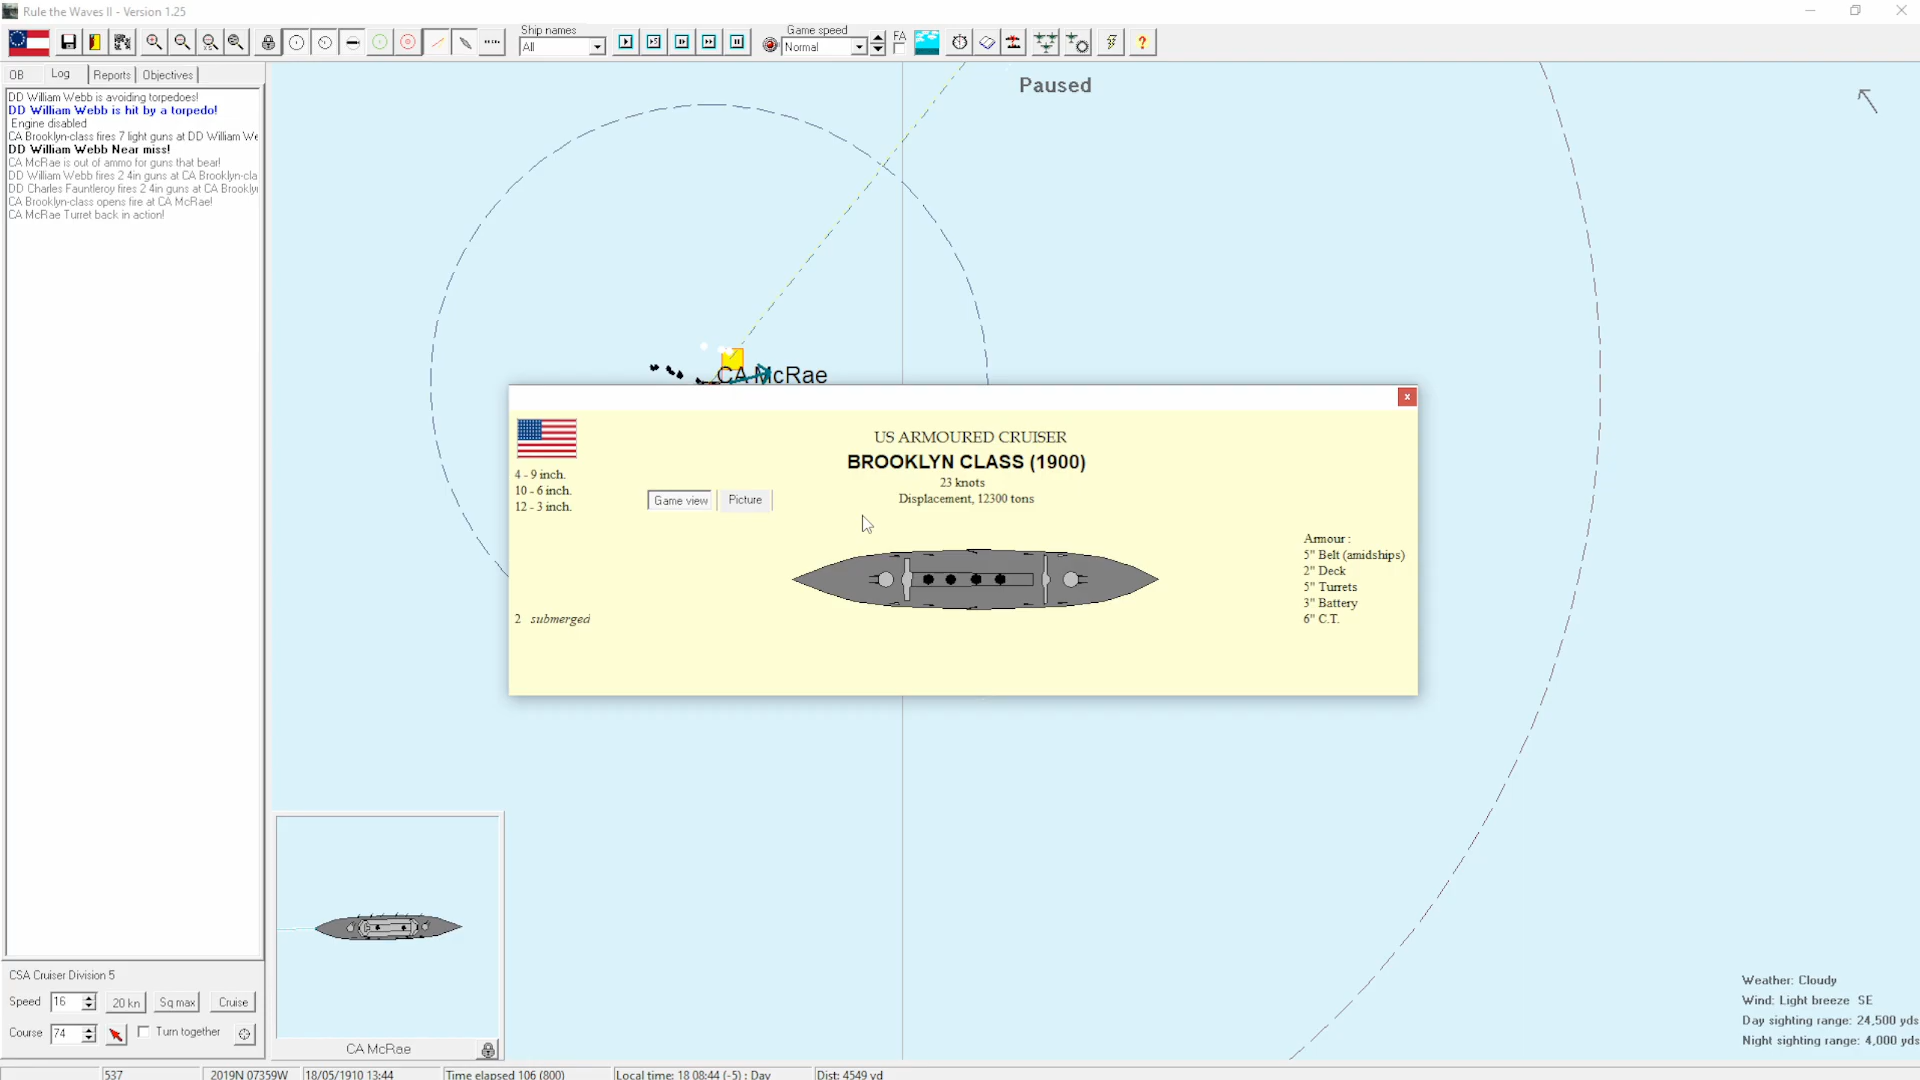 Rule the Waves II - Version 1.25
Ship names
All
Game speed
Normal
FA
OB
Log
Reports
Objectives
DD William Webb is avoiding torpedoes!
DD William Webb is hit by a torpedo!
Engine disabled
CA Brooklyn-class fires 7 light guns at DD William We
DD William Webb Near miss!
CA McRae is out of ammo for guns that bear!
DD William Webb fires 2 4in guns at CA Brooklyn-cla
DD Charles Fauntleroy fires 2 4in guns at CA Brookly
CA Brooklyn-class opens fire at CA McRae!
CA McRae Turret back in action!
Paused
CA McRae
x
US ARMOURED CRUISER
BROOKLYN CLASS (1900)
23 knots
Displacement, 12300 tons
4 - 9 inch.
10 - 6 inch.
12 - 3 inch.
Game view
Picture
2 submerged
Armour :
5" Belt (amidships)
2" Deck
5" Turrets
3" Battery
6" C.T.
CSA Cruiser Division 5
Speed 16 20 kn Sq max Cruise
Course 74 Turn together
CA McRae
Weather: Cloudy
Wind: Light breeze SE
Day sighting range: 24,500 yds
Night sighting range: 4,000 yds
537
2019N 07359W
18/05/1910 13:44
Time elapsed 106 (800)
Local time: 18 08:44 (-5) : Day
Dist: 4549 yd